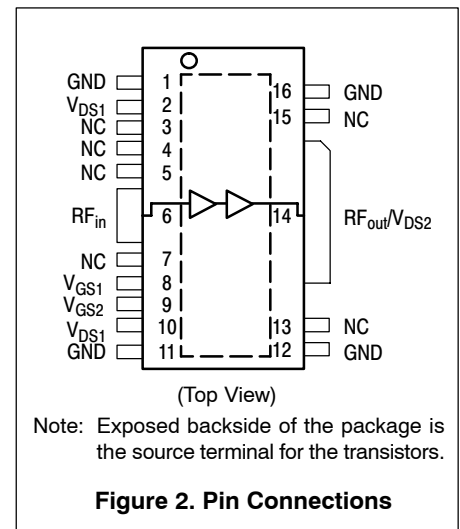 GND 1 16 GND
V_DS1 2
NC 3 15 NC
NC 4
NC 5
RF_in 6 14 RF_out/V_DS2
NC 7
V_GS1 8
V_GS2 9
V_DS1 10 13 NC
GND 11 12 GND
(Top View)
Note: Exposed backside of the package is
the source terminal for the transistors.
Figure 2. Pin Connections